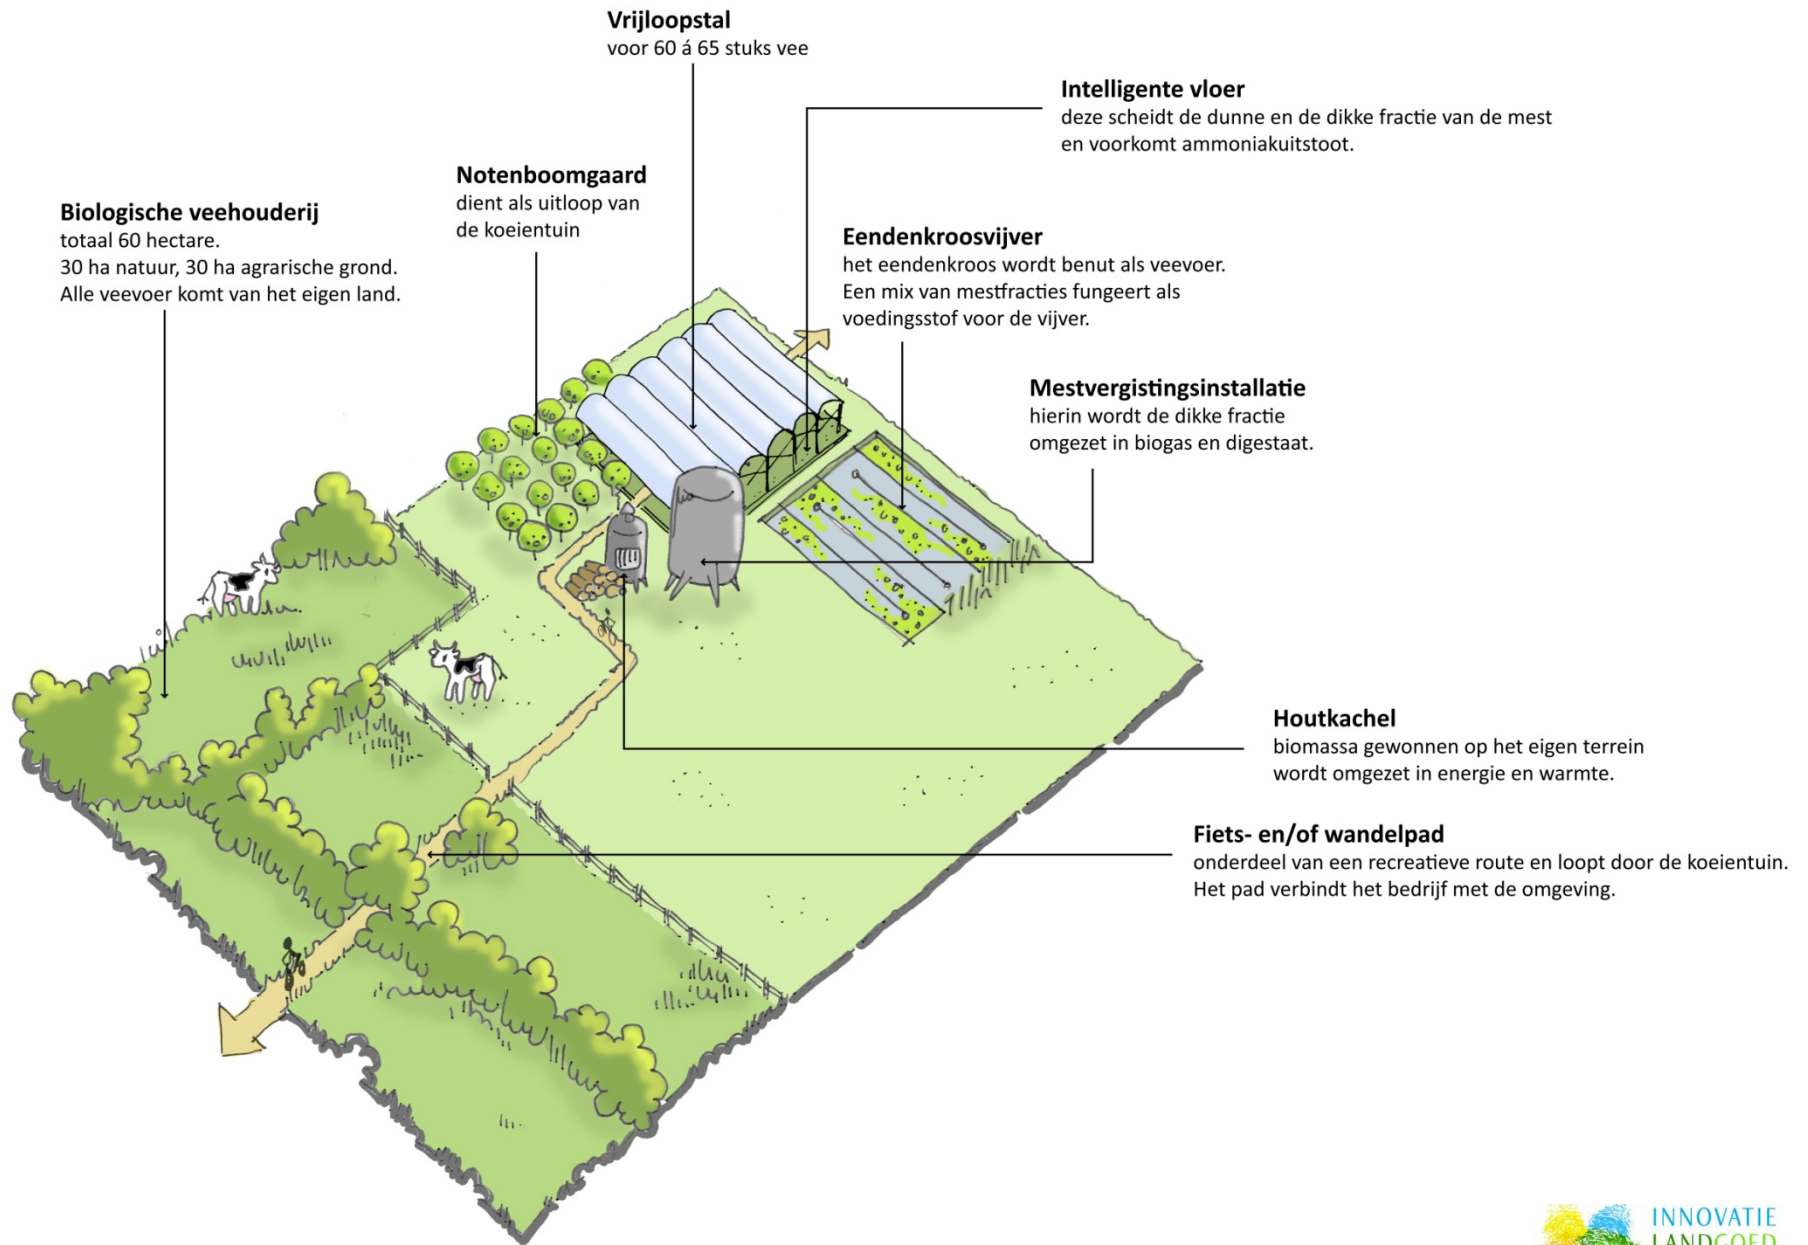 Vrijloopstal
voor 60 á 65 stuks vee
Intelligente vloer
deze scheidt de dunne en de dikke fractie van de mest
en voorkomt ammoniakuitstoot.
Notenboomgaard
dient als uitloop van
de koeientuin
Biologische veehouderij
totaal 60 hectare.
30 ha natuur, 30 ha agrarische grond.
Alle veevoer komt van het eigen land.
Eendenkroosvijver
het eendenkroos wordt benut als veevoer.
Een mix van mestfracties fungeert als
voedingsstof voor de vijver.
Mestvergistingsinstallatie
hierin wordt de dikke fractie
omgezet in biogas en digestaat.
Houtkachel
biomassa gewonnen op het eigen terrein
wordt omgezet in energie en warmte.
Fiets- en/of wandelpad
onderdeel van een recreatieve route en loopt door de koeientuin.
Het pad verbindt het bedrijf met de omgeving.
INNOVATIE
LANDGOED